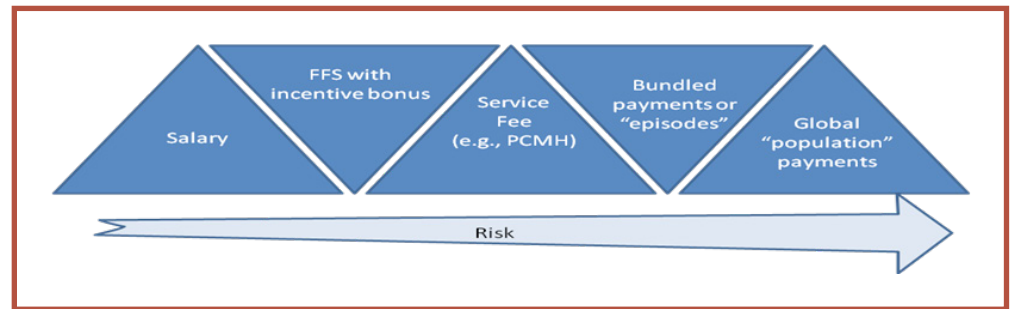 Salary
FFS with
incentive bonus
Service
Fee
(e.g., PCMH)
Bundled
payments or
“episodes”
Global
“population”
payments
Risk